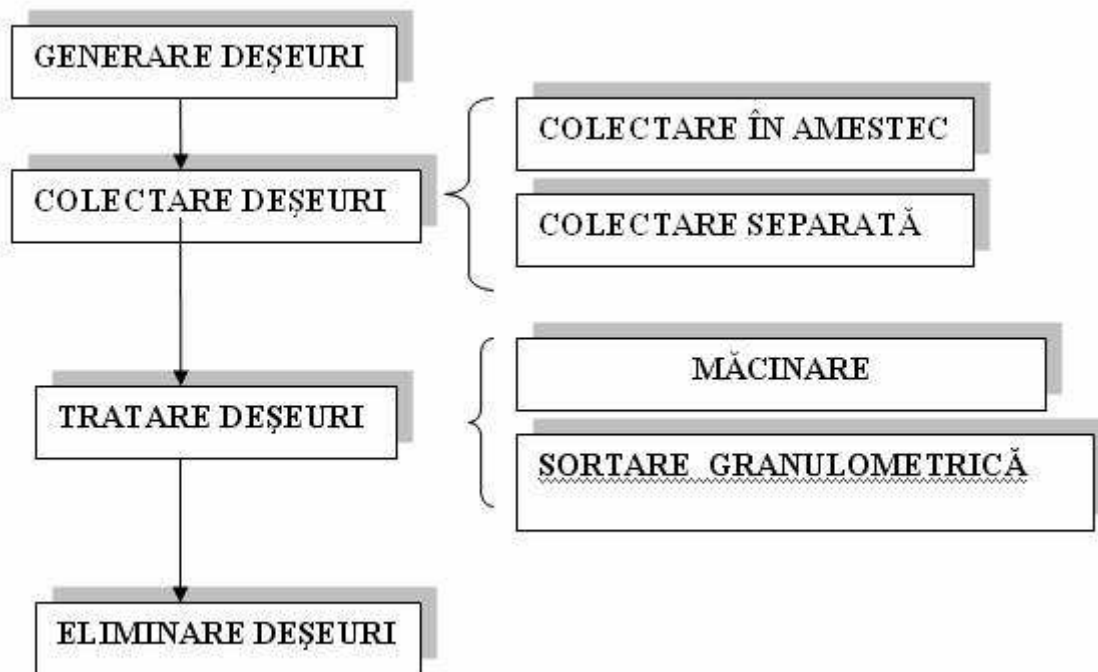 GENERARE DEȘEURI
COLECTARE ÎN AMESTEC
COLECTARE DEȘEURI
COLECTARE SEPARATĂ
MĂCINARE
TRATARE DEȘEURI
SORTARE GRANULOMETRICĂ
ELIMINARE DEȘEURI